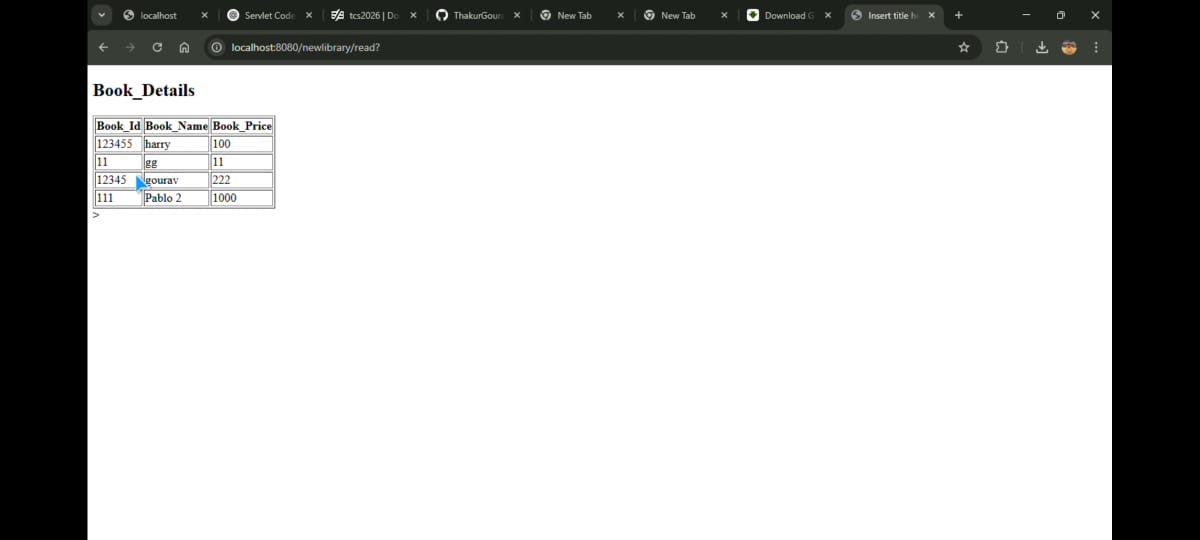 localhost
Servlet Code
tcs2026 | Do
ThakurGour
New Tab
New Tab
Download G
Insert title h
localhost:8080/newlibrary/read?
Book_Details
Book_Id Book_Name Book_Price
123455 harry 100
11 gg 11
12345 gourav 222
111 Pablo 2 1000
>